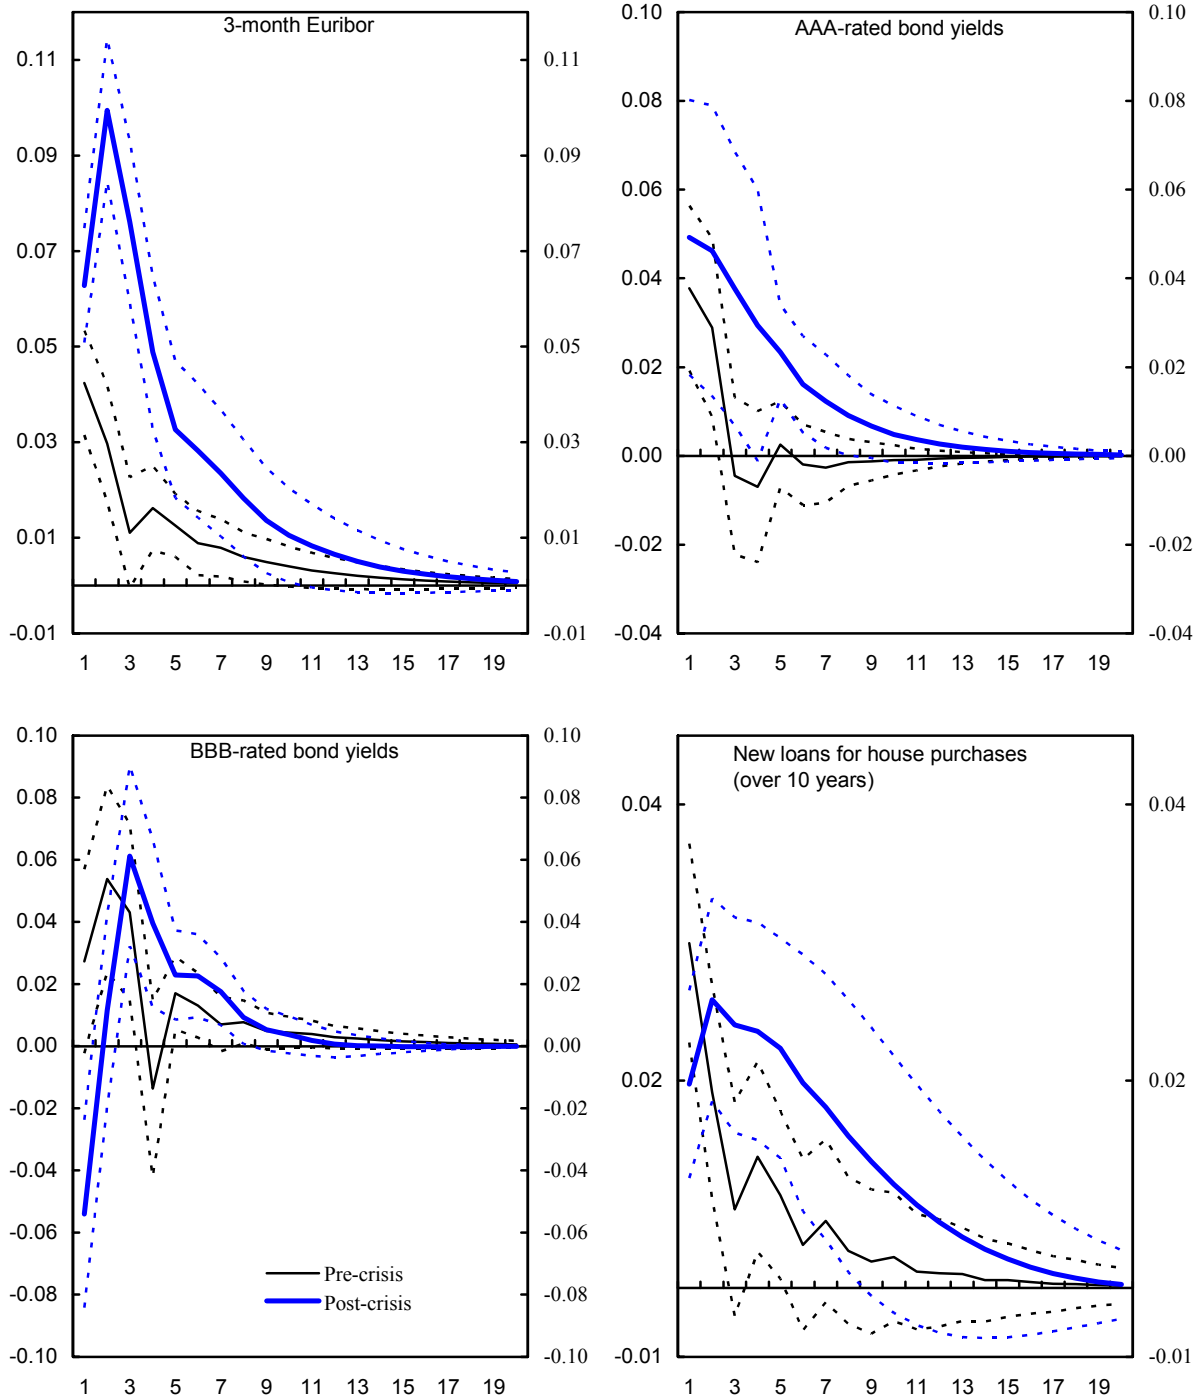 3-month Euribor
0.11 0.11
0.09 0.09
0.07 0.07
0.05 0.05
0.03 0.03
0.01 0.01
-0.01 -0.01
1 3 5 7 9 11 13 15 17 19
AAA-rated bond yields
0.10 0.10
0.08 0.08
0.06 0.06
0.04 0.04
0.02 0.02
0.00 0.00
-0.02 -0.02
-0.04 -0.04
1 3 5 7 9 11 13 15 17 19
BBB-rated bond yields
0.10 0.10
0.08 0.08
0.06 0.06
0.04 0.04
0.02 0.02
0.00 0.00
-0.02 -0.02
-0.04 -0.04
-0.06 -0.06
-0.08 -0.08
-0.10 -0.10
Pre-crisis
Post-crisis
1 3 5 7 9 11 13 15 17 19
New loans for house purchases
(over 10 years)
0.04 0.04
0.02 0.02
-0.01 -0.01
1 3 5 7 9 11 13 15 17 19